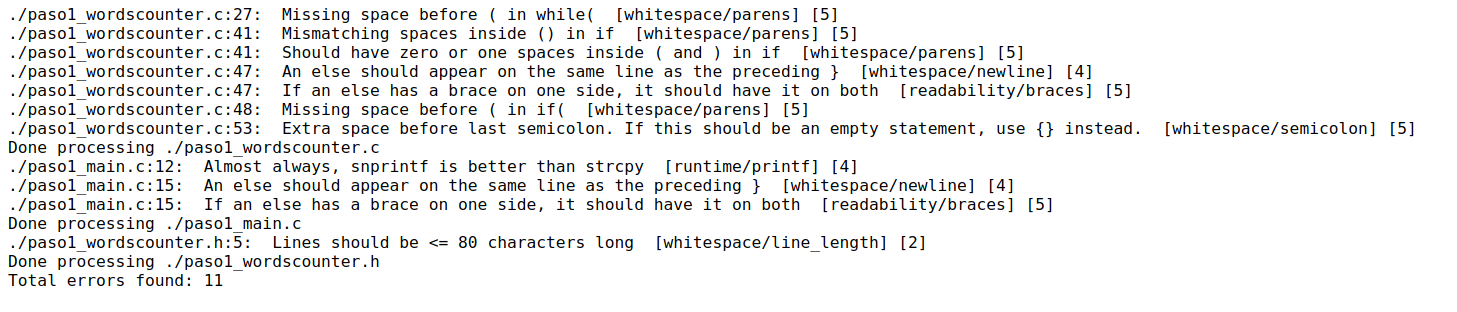 ./paso1_wordscounter.c:27:  Missing space before ( in while(  [whitespace/parens] [5]
./paso1_wordscounter.c:41:  Mismatching spaces inside () in if  [whitespace/parens] [5]
./paso1_wordscounter.c:41:  Should have zero or one spaces inside ( and ) in if  [whitespace/parens] [5]
./paso1_wordscounter.c:47:  An else should appear on the same line as the preceding }  [whitespace/newline] [4]
./paso1_wordscounter.c:47:  If an else has a brace on one side, it should have it on both  [readability/braces] [5]
./paso1_wordscounter.c:48:  Missing space before ( in if(  [whitespace/parens] [5]
./paso1_wordscounter.c:53:  Extra space before last semicolon. If this should be an empty statement, use {} instead.  [whitespace/semicolon] [5]
Done processing ./paso1_wordscounter.c
./paso1_main.c:12:  Almost always, snprintf is better than strcpy  [runtime/printf] [4]
./paso1_main.c:15:  An else should appear on the same line as the preceding }  [whitespace/newline] [4]
./paso1_main.c:15:  If an else has a brace on one side, it should have it on both  [readability/braces] [5]
Done processing ./paso1_main.c
./paso1_wordscounter.h:5:  Lines should be <= 80 characters long  [whitespace/line_length] [2]
Done processing ./paso1_wordscounter.h
Total errors found: 11